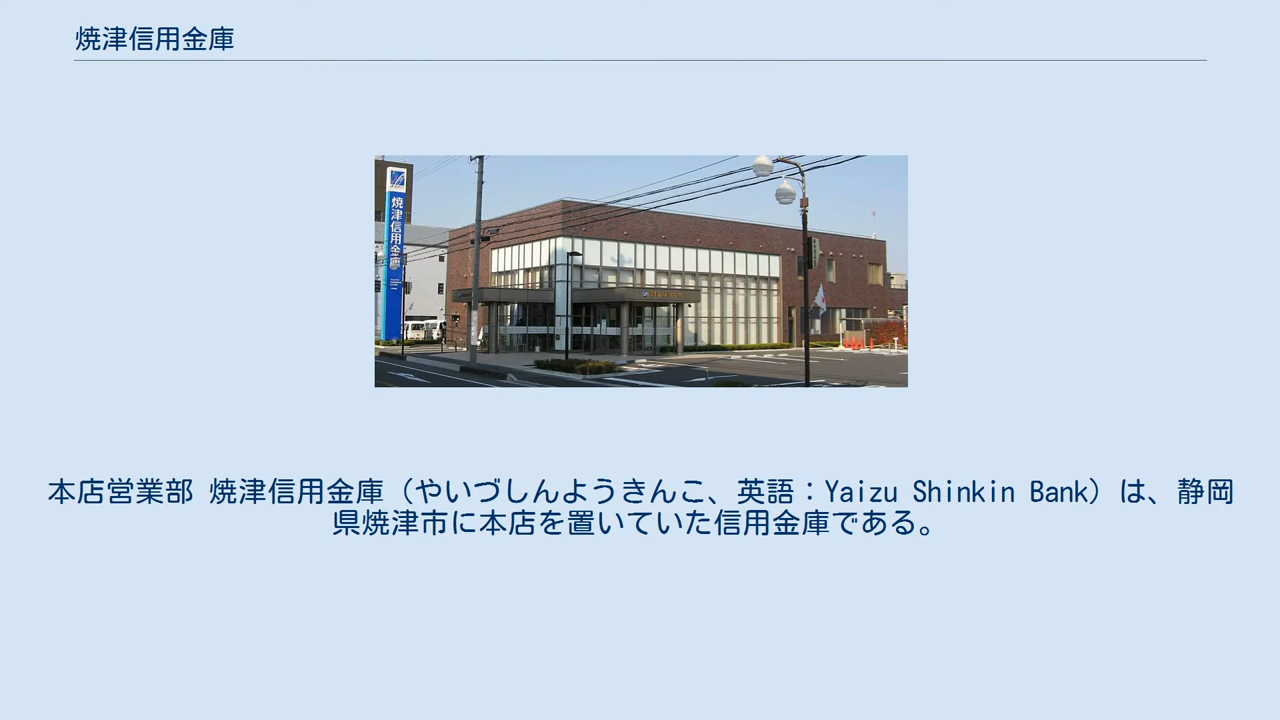 焼津信用金庫
焼津信用金庫
本店営業部 焼津信用金庫（やいづしんようきんこ、英語：Yaizu Shinkin Bank）は、静岡
県焼津市に本店を置いていた信用金庫である。